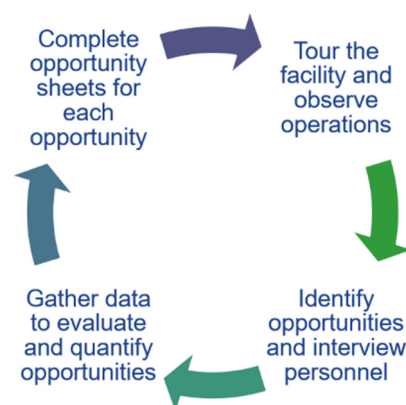 Complete
opportunity
sheets for
each
opportunity
Tour the
facility and
observe
operations
Identify
opportunities
and interview
personnel
Gather data
to evaluate
and quantify
opportunities